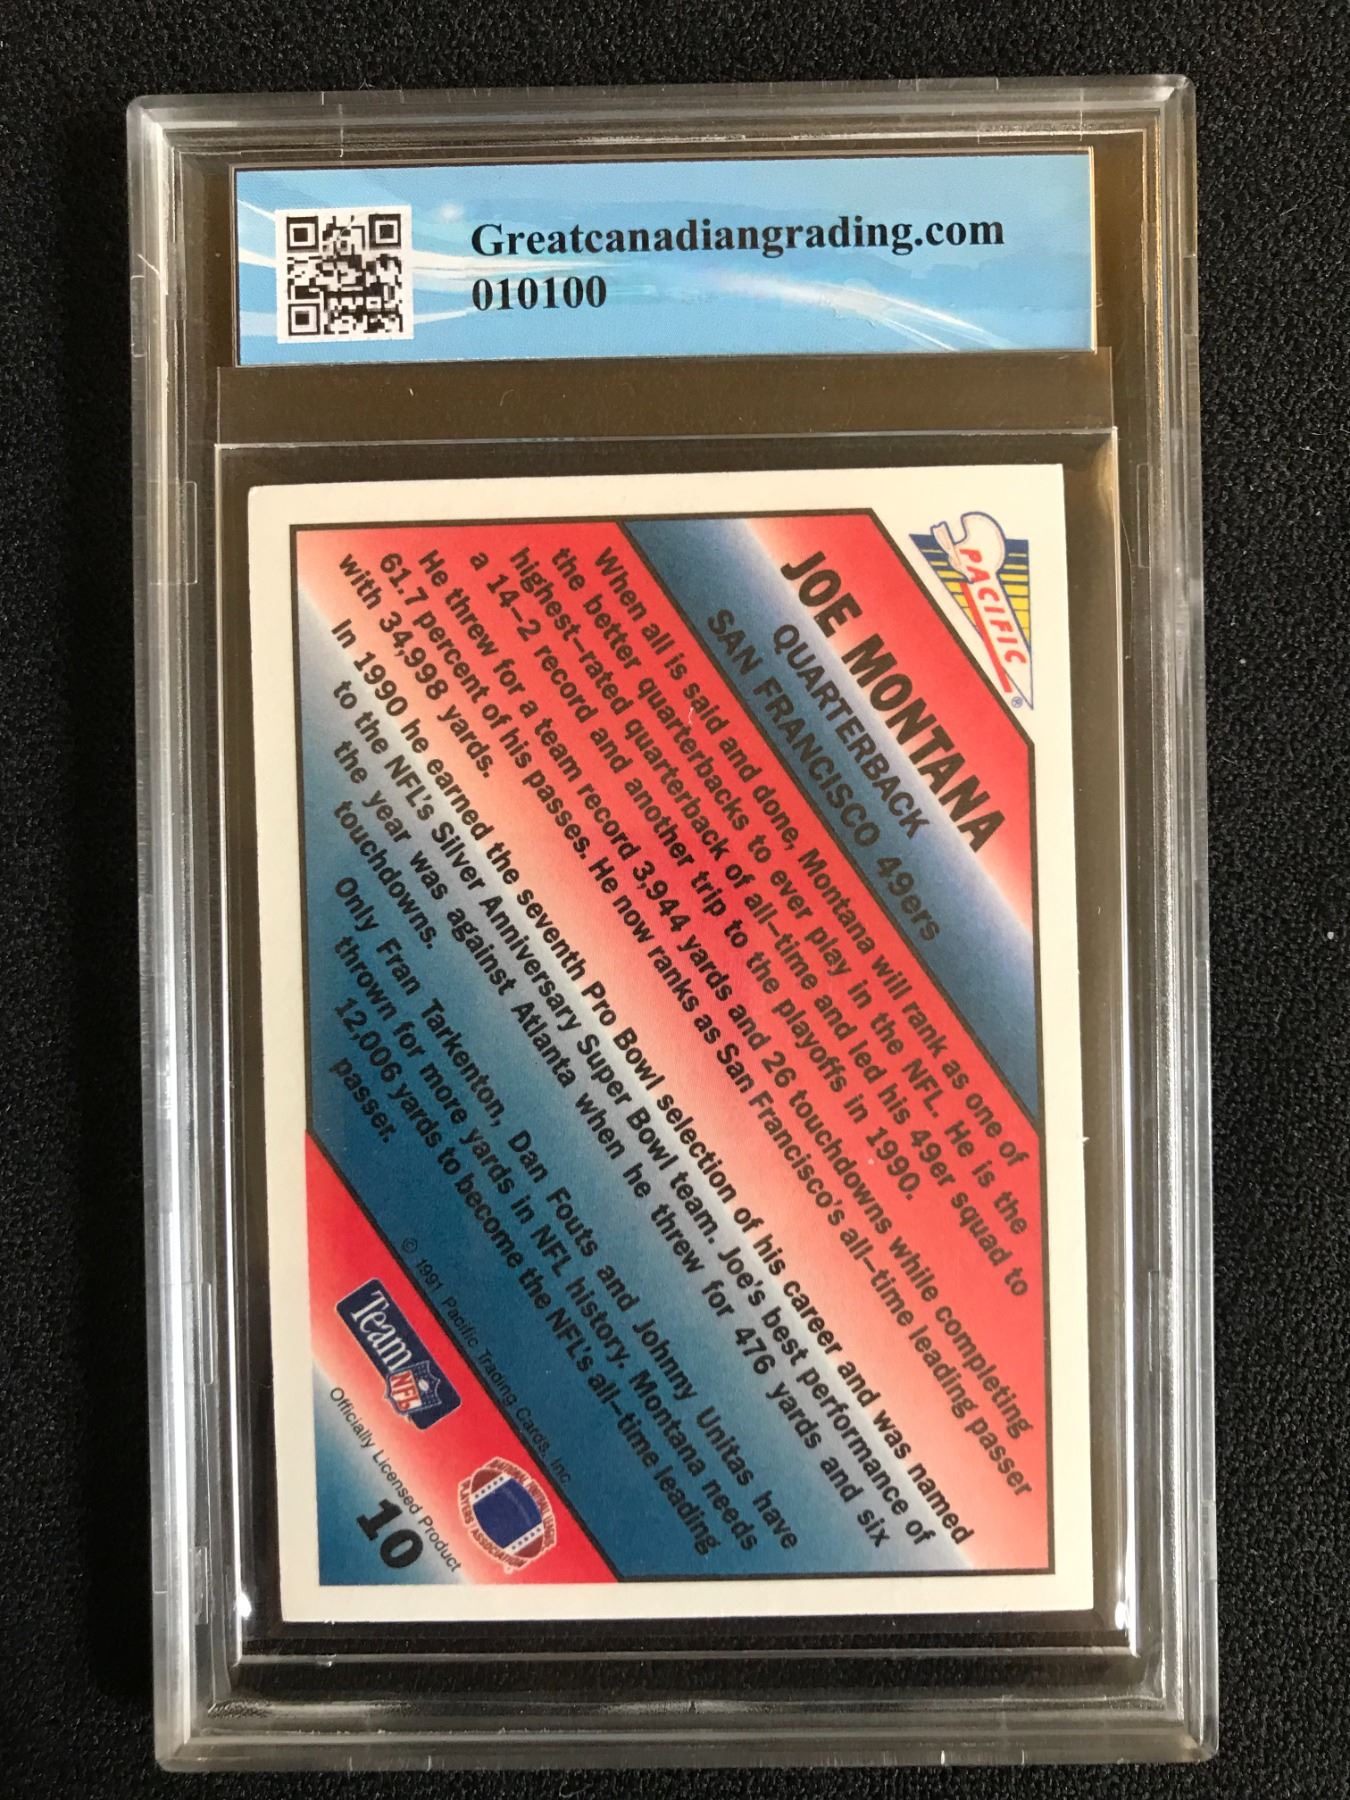 Greatcanadiangrading.com
010100
PACIFIC®
JOE MONTANA
QUARTERBACK
SAN FRANCISCO 49ers
When all is said and done, Montana will rank as one of
the better quarterbacks to ever play in the NFL. He is the
highest-rated quarterback of all-time and led his 49er squad to
a 14-2 record and another trip to the playoffs in 1990.
He threw for a team record 3,944 yards and 26 touchdowns while completing
61.7 percent of his passes. He now ranks as San Francisco's all-time leading passer
with 34,998 yards.
In 1990 he earned the seventh Pro Bowl selection of his career and was named
to the NFL's Silver Anniversary Super Bowl team. Joe's best performance of
the year was against Atlanta when he threw for 476 yards and six
touchdowns.
Only Fran Tarkenton, Dan Fouts and Johnny Unitas have
thrown for more yards in NFL history. Montana needs
12,006 yards to become the NFL's all-time leading
passer.
© 1991 Pacific Trading Cards, Inc.
Team NFL
NATIONAL FOOTBALL LEAGUE
PLAYERS ASSOCIATION
Officially Licensed Product
10